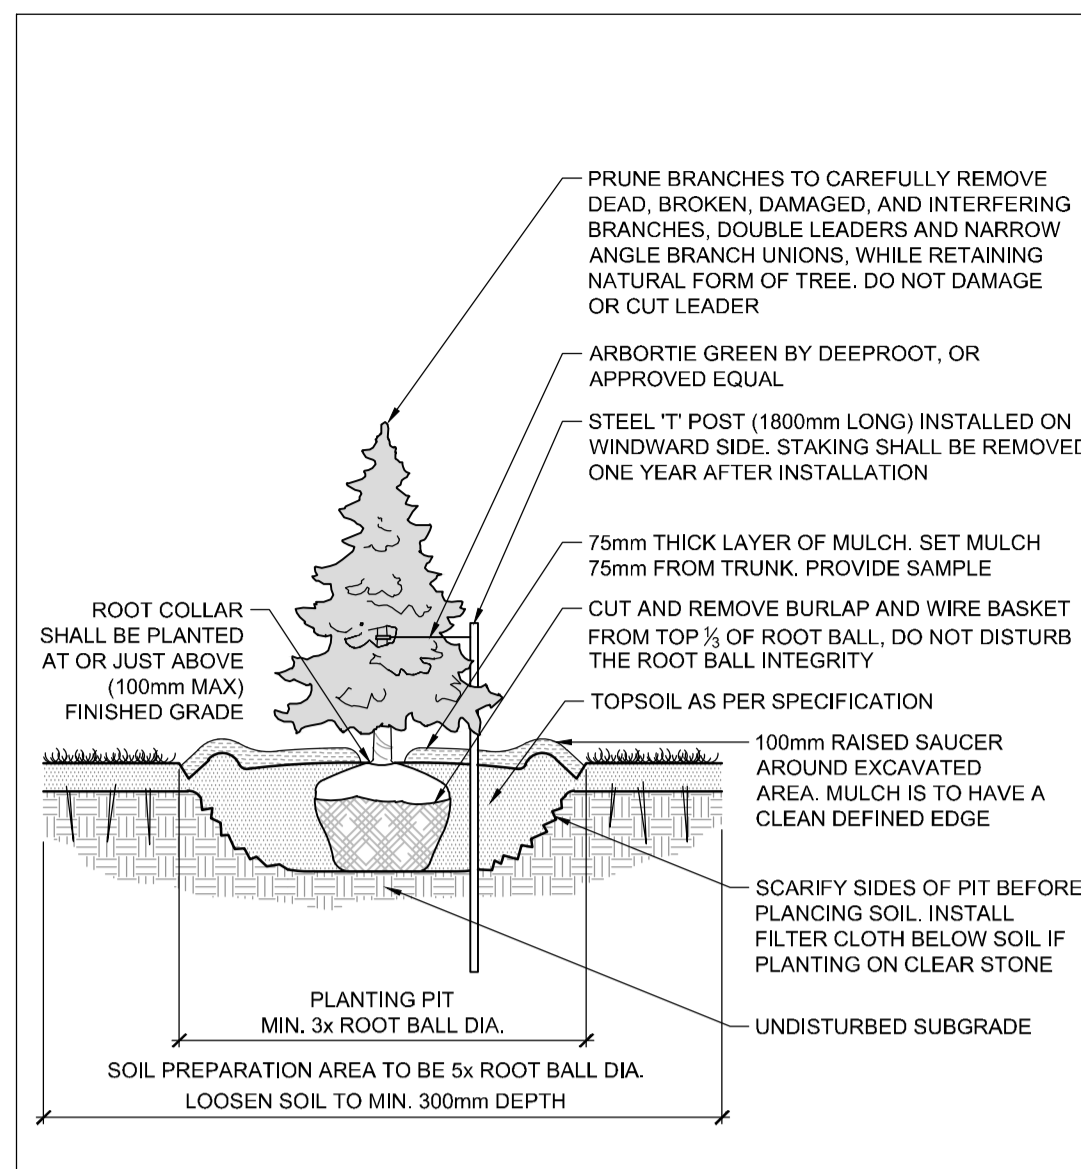 PRUNE BRANCHES TO CAREFULLY REMOVE
DEAD, BROKEN, DAMAGED, AND INTERFERING
BRANCHES, DOUBLE LEADERS AND NARROW
ANGLE BRANCH UNIONS, WHILE RETAINING
NATURAL FORM OF TREE. DO NOT DAMAGE
OR CUT LEADER
ARBORTIE GREEN BY DEEPROOT, OR
APPROVED EQUAL
STEEL 'T' POST (1800mm LONG) INSTALLED ON
WINDWARD SIDE. STAKING SHALL BE REMOVED
ONE YEAR AFTER INSTALLATION
75mm THICK LAYER OF MULCH. SET MULCH
75mm FROM TRUNK. PROVIDE SAMPLE
CUT AND REMOVE BURLAP AND WIRE BASKET
FROM TOP ⅓ OF ROOT BALL, DO NOT DISTURB
THE ROOT BALL INTEGRITY
TOPSOIL AS PER SPECIFICATION
100mm RAISED SAUCER
AROUND EXCAVATED
AREA. MULCH IS TO HAVE A
CLEAN DEFINED EDGE
SCARIFY SIDES OF PIT BEFORE
PLANCING SOIL. INSTALL
FILTER CLOTH BELOW SOIL IF
PLANTING ON CLEAR STONE
UNDISTURBED SUBGRADE
ROOT COLLAR
SHALL BE PLANTED
AT OR JUST ABOVE
(100mm MAX)
FINISHED GRADE
PLANTING PIT
MIN. 3x ROOT BALL DIA.
SOIL PREPARATION AREA TO BE 5x ROOT BALL DIA.
LOOSEN SOIL TO MIN. 300mm DEPTH